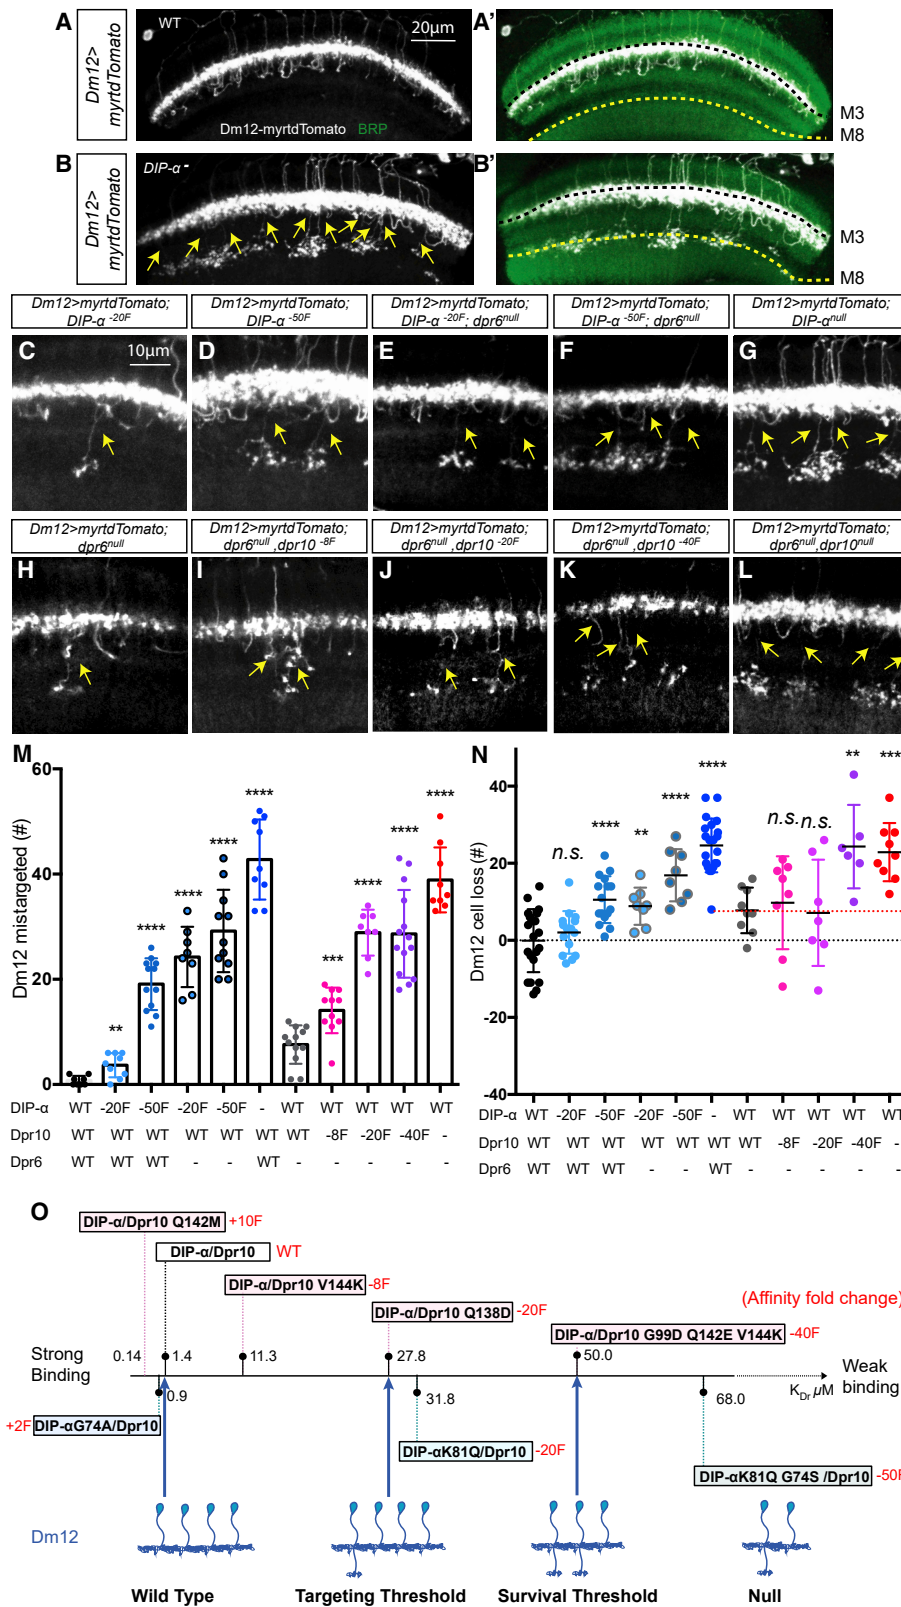 A
Dm12>
myrtdTomato
WT
20μm
Dm12-myrtdTomato BRP
A'
M3
M8
B
Dm12>
myrtdTomato
DIP-α -
B'
M3
M8
Dm12>myrtdTomato;
DIP-α -20F
Dm12>myrtdTomato;
DIP-α -50F
Dm12>myrtdTomato;
DIP-α -20F; dpr6null
Dm12>myrtdTomato;
DIP-α -50F; dpr6null
Dm12>myrtdTomato;
DIP-αnull
C
10μm
D
E
F
G
Dm12>myrtdTomato;
dpr6null
Dm12>myrtdTomato;
dpr6null,dpr10 -8F
Dm12>myrtdTomato;
dpr6null,dpr10 -20F
Dm12>myrtdTomato;
dpr6null,dpr10 -40F
Dm12>myrtdTomato;
dpr6null,dpr10null
H
I
J
K
L
M
Dm12 mistargeted (#)
60
40
20
0
** **** **** **** **** *** **** **** ****
DIP-α WT -20F -50F -20F -50F - WT WT WT WT WT
Dpr10 WT WT WT WT WT WT WT -8F -20F -40F -
Dpr6 WT WT WT - - WT - - - - -
N
Dm12 cell loss (#)
40
20
0
-20
-40
n.s. **** ** **** **** n.s. n.s. ** ***
DIP-α WT -20F -50F -20F -50F - WT WT WT WT WT
Dpr10 WT WT WT WT WT WT WT -8F -20F -40F -
Dpr6 WT WT WT - - WT - - - - -
O
DIP-α/Dpr10 Q142M +10F
DIP-α/Dpr10 WT
DIP-α/Dpr10 V144K -8F
DIP-α/Dpr10 Q138D -20F
(Affinity fold change)
DIP-α/Dpr10 G99D Q142E V144K -40F
Strong
Binding
0.14 1.4 11.3 27.8 50.0
Weak
binding
KDr μM
0.9 31.8 68.0
+2F DIP-αG74A/Dpr10
DIP-αK81Q/Dpr10 -20F
DIP-αK81Q G74S /Dpr10 -50F
Dm12
Wild Type
Targeting Threshold
Survival Threshold
Null